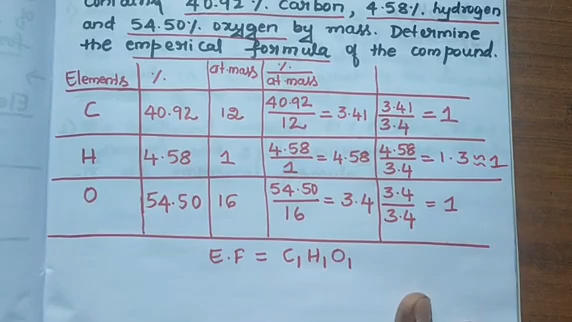 containing 40.92%. Carbon, 4.58%. hydrogen
and 54.50%. oxygen by mass. Determine
the emperical formula of the compound.
Elements %. at.mass %./at.mass
C 40.92 12 40.92/12 = 3.41 3.41/3.4 = 1
H 4.58 1 4.58/1 = 4.58 4.58/3.4 = 1.3 ≈ 1
O 54.50 16 54.50/16 = 3.4 3.4/3.4 = 1
E.F = C₁H₁O₁